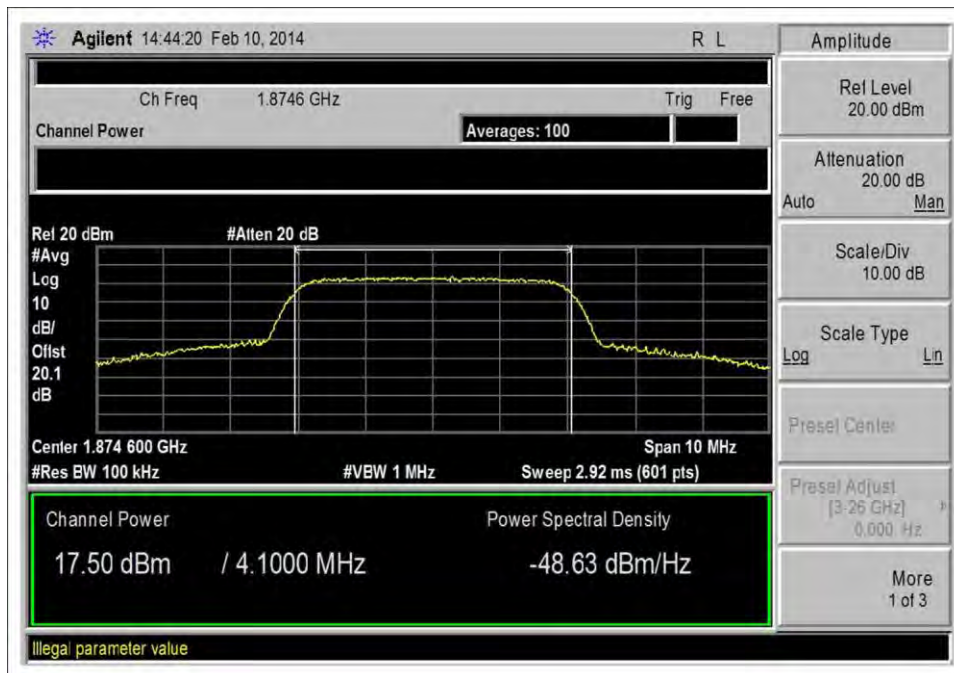 Agilent 14:44:20 Feb 10, 2014 R L
Ch Freq 1.8746 GHz Trig Free
Channel Power Averages: 100
Ref 20 dBm #Atten 20 dB
#Avg
Log
10
dB/
Offst
20.1
dB
Center 1.874 600 GHz Span 10 MHz
#Res BW 100 kHz #VBW 1 MHz Sweep 2.92 ms (601 pts)
Channel Power Power Spectral Density
17.50 dBm / 4.1000 MHz -48.63 dBm/Hz
Illegal parameter value
Amplitude
Ref Level
20.00 dBm
Attenuation
20.00 dB
Auto Man
Scale/Div
10.00 dB
Scale Type
Log Lin
Presel Center
Presel Adjust
[3-26 GHz]
0.000 Hz
More
1 of 3